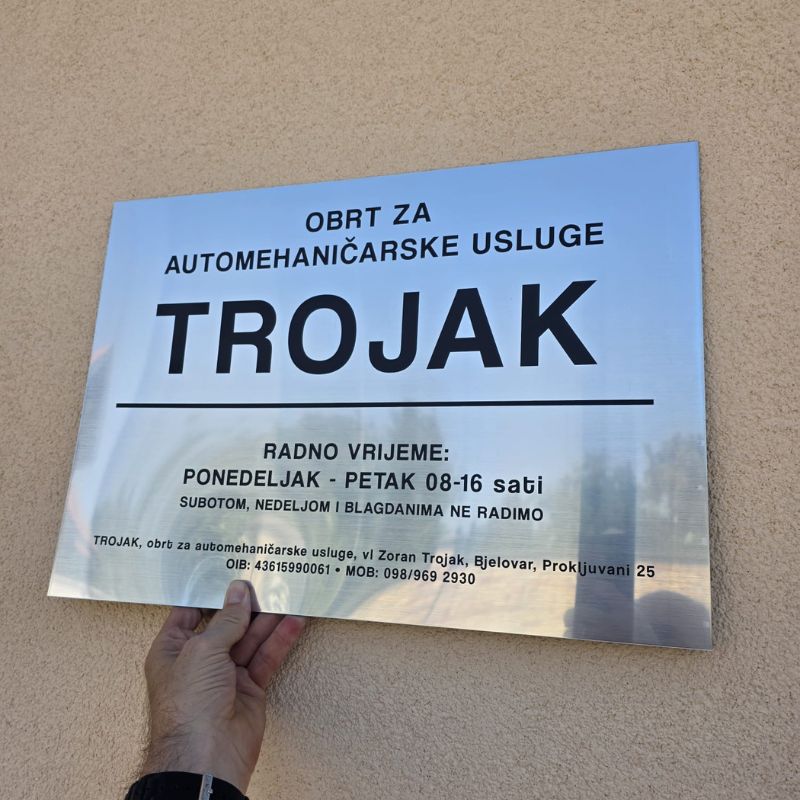 OBRT ZA
AUTOMEHANIČARSKE USLUGE
TROJAK
RADNO VRIJEME:
PONEDELJAK - PETAK 08-16 sati
SUBOTOM, NEDELJOM I BLAGDANIMA NE RADIMO
TROJAK, obrt za automehaničarske usluge, vl Zoran Trojak, Bjelovar, Prokljuvani 25
OIB: 43615990061 • MOB: 098/969 2930